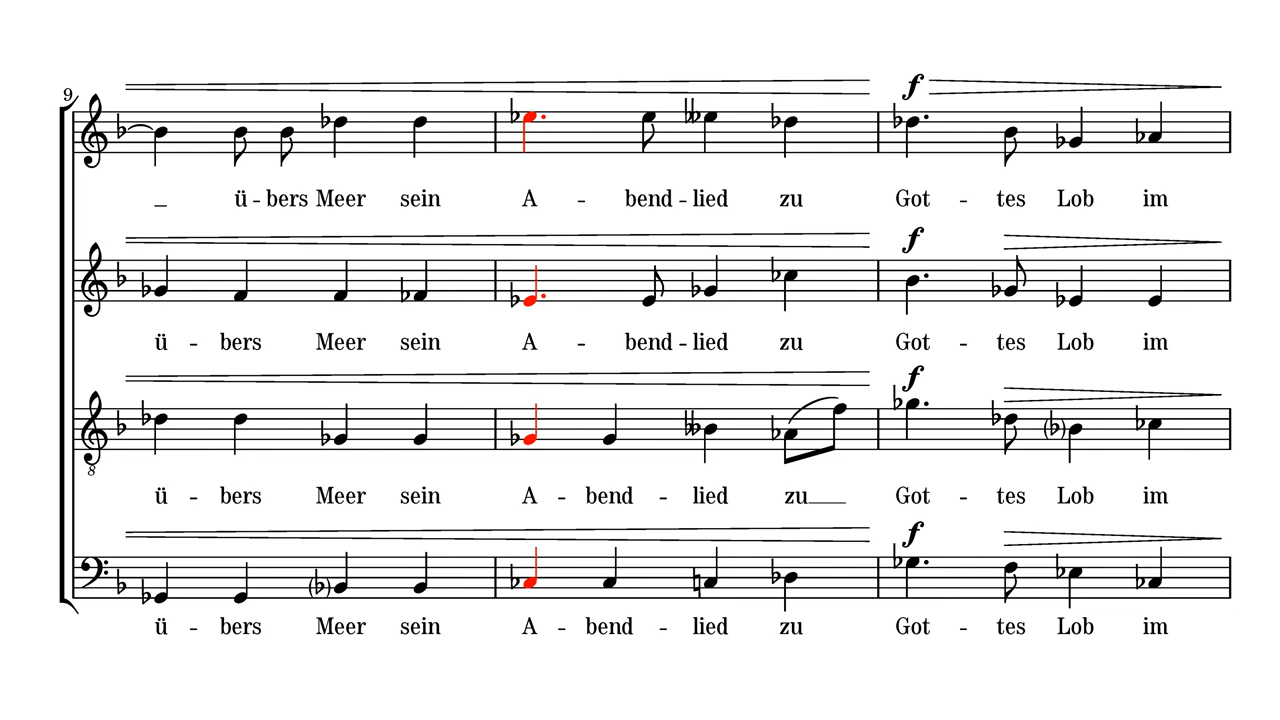 9
f
_ ü - bers Meer sein A - bend - lied zu Got - tes Lob im
f
ü - bers Meer sein A - bend - lied zu Got - tes Lob im
f
ü - bers Meer sein A - bend - lied zu__ Got - tes Lob im
8
f
ü - bers Meer sein A - bend - lied zu Got - tes Lob im